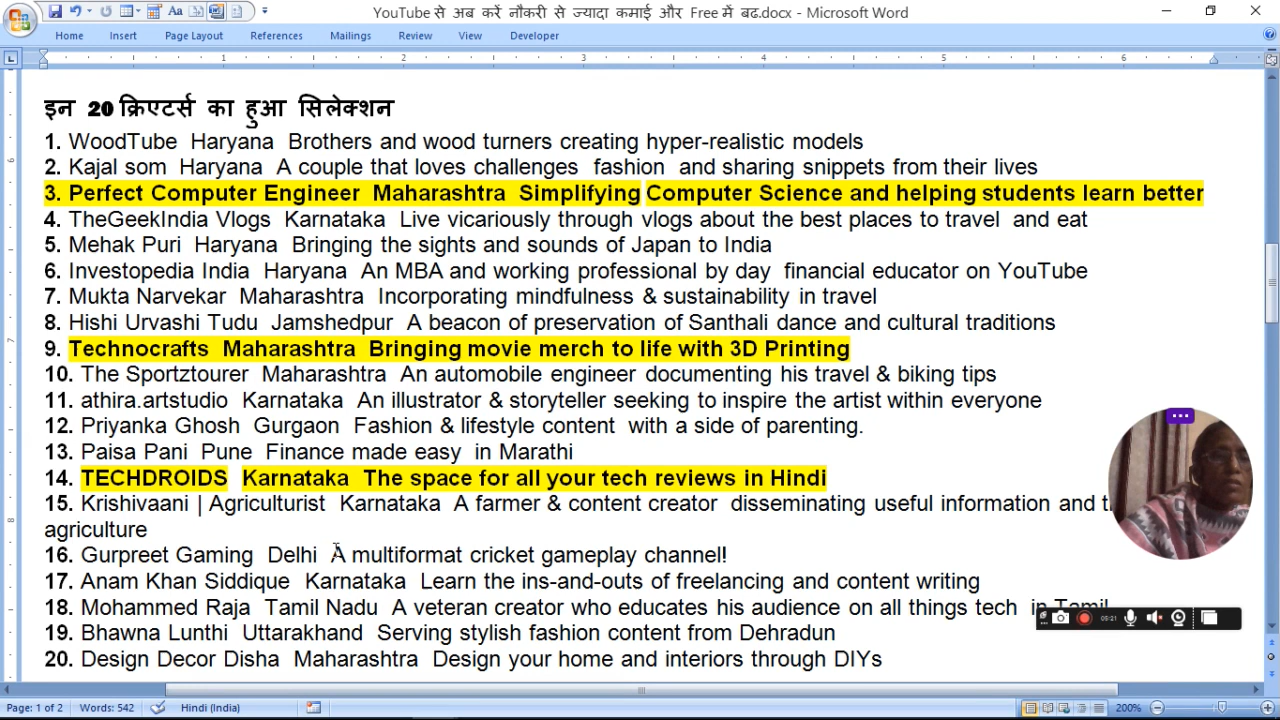 YouTube से अब करें नौकरी से ज्यादा कमाई और Free में बढ.docx - Microsoft Word
Home Insert Page Layout References Mailings Review View Developer
1 2 3 4 5 6
इन 20 क्रिएटर्स का हुआ सिलेक्शन
1. WoodTube Haryana Brothers and wood turners creating hyper-realistic models
2. Kajal som Haryana A couple that loves challenges fashion and sharing snippets from their lives
3. Perfect Computer Engineer Maharashtra Simplifying Computer Science and helping students learn better
4. TheGeekIndia Vlogs Karnataka Live vicariously through vlogs about the best places to travel and eat
5. Mehak Puri Haryana Bringing the sights and sounds of Japan to India
6. Investopedia India Haryana An MBA and working professional by day financial educator on YouTube
7. Mukta Narvekar Maharashtra Incorporating mindfulness & sustainability in travel
8. Hishi Urvashi Tudu Jamshedpur A beacon of preservation of Santhali dance and cultural traditions
9. Technocrafts Maharashtra Bringing movie merch to life with 3D Printing
10. The Sportztourer Maharashtra An automobile engineer documenting his travel & biking tips
11. athira.artstudio Karnataka An illustrator & storyteller seeking to inspire the artist within everyone
12. Priyanka Ghosh Gurgaon Fashion & lifestyle content with a side of parenting.
13. Paisa Pani Pune Finance made easy in Marathi
14. TECHDROIDS Karnataka The space for all your tech reviews in Hindi
15. Krishivaani | Agriculturist Karnataka A farmer & content creator disseminating useful information and
agriculture
16. Gurpreet Gaming Delhi A multiformat cricket gameplay channel!
17. Anam Khan Siddique Karnataka Learn the ins-and-outs of freelancing and content writing
18. Mohammed Raja Tamil Nadu A veteran creator who educates his audience on all things tech in Tamil
05:21
19. Bhawna Lunthi Uttarakhand Serving stylish fashion content from Dehradun
20. Design Decor Disha Maharashtra Design your home and interiors through DIYs
Page: 1 of 2 Words: 542 Hindi (India) 200%